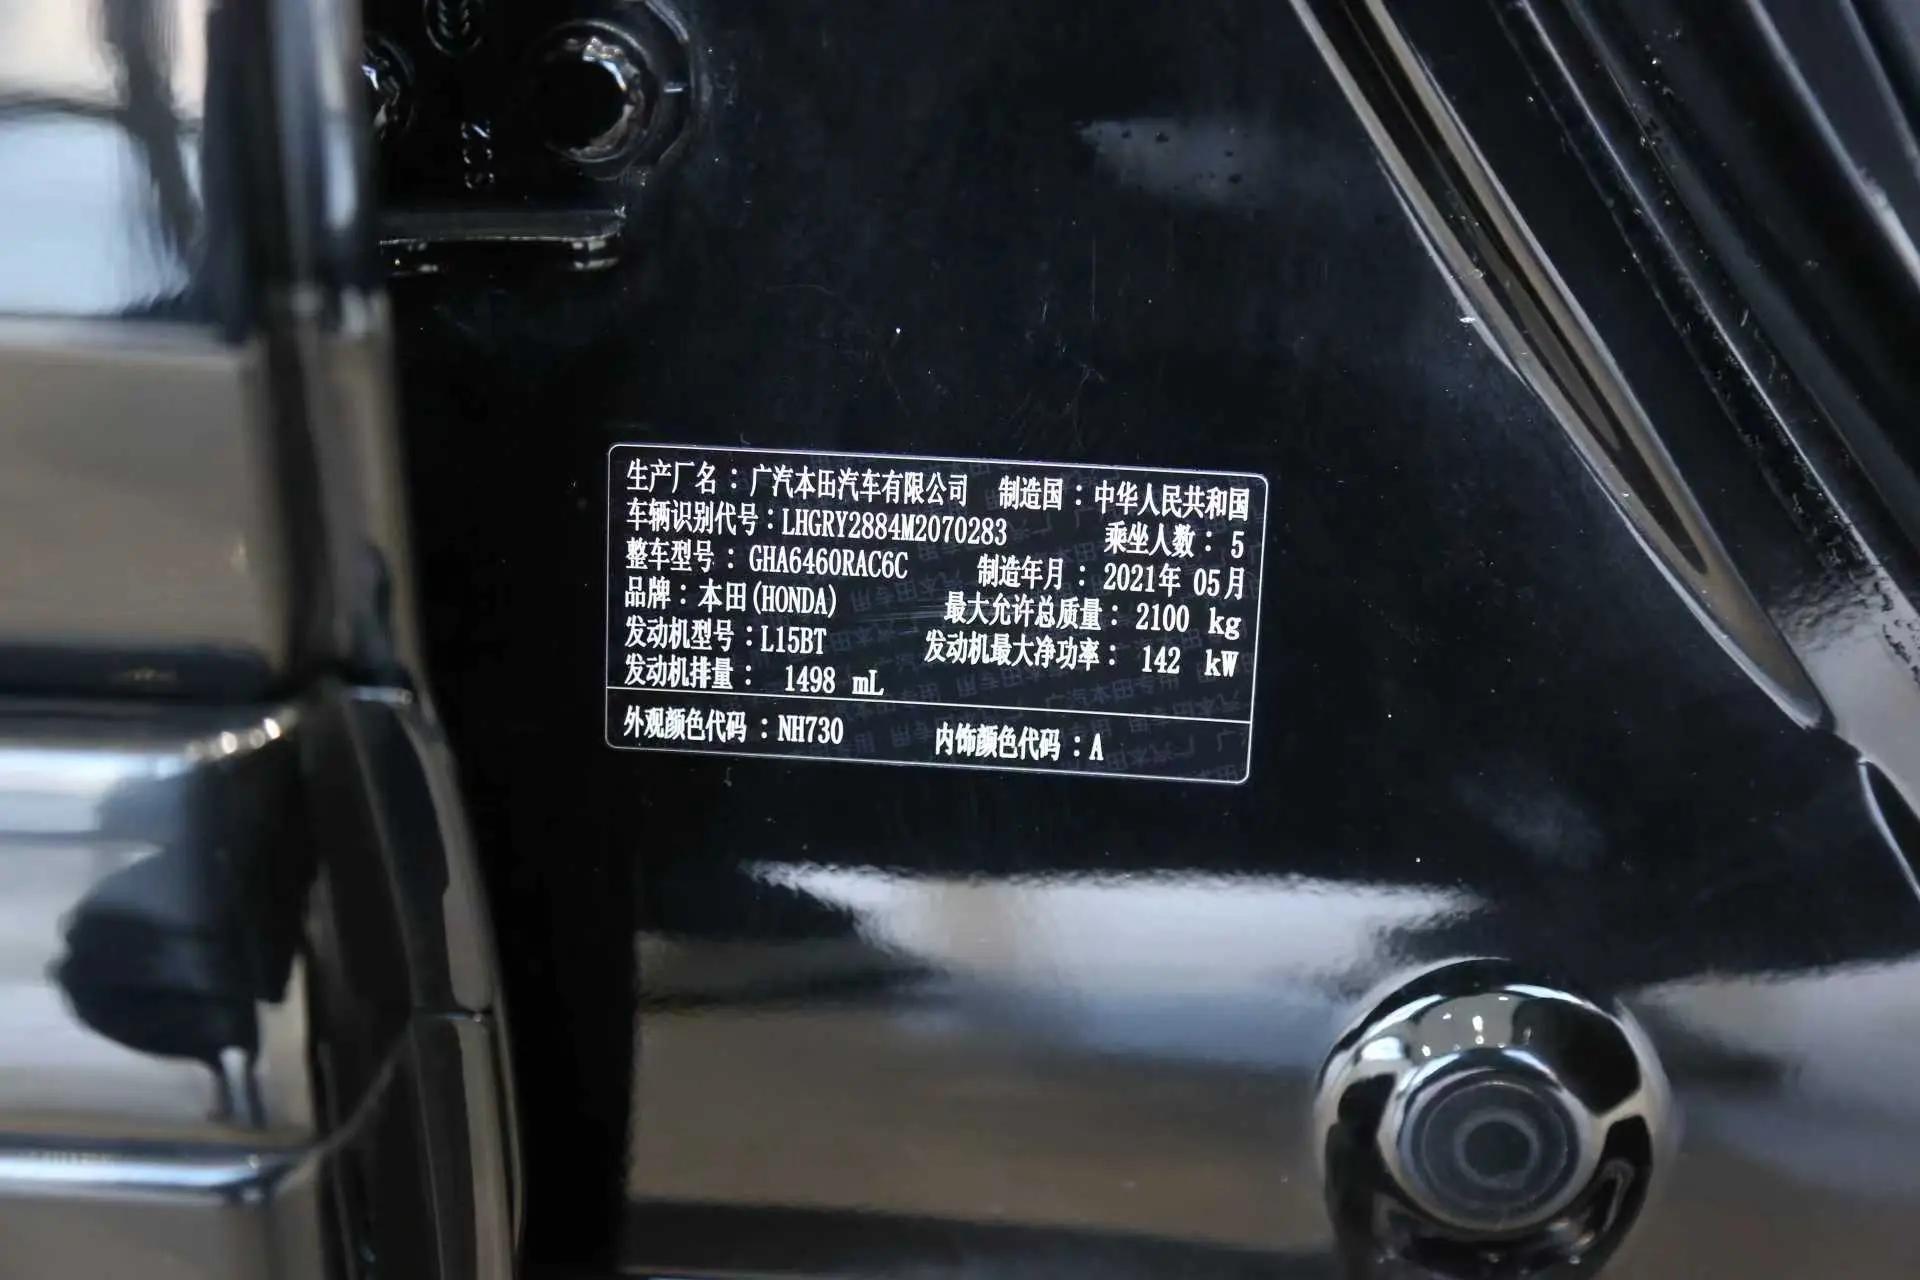 生产厂名：广汽本田汽车有限公司 制造国：中华人民共和国
车辆识别代号：LHGRY2884M2070283 乘坐人数：5
整车型号：GHA6460RAC6C 制造年月：2021年 05月
品牌：本田(HONDA) 最大允许总质量：2100 kg
发动机型号：L15BT 发动机最大净功率：142 kW
发动机排量：1498 mL
外观颜色代码：NH730 内饰颜色代码：A